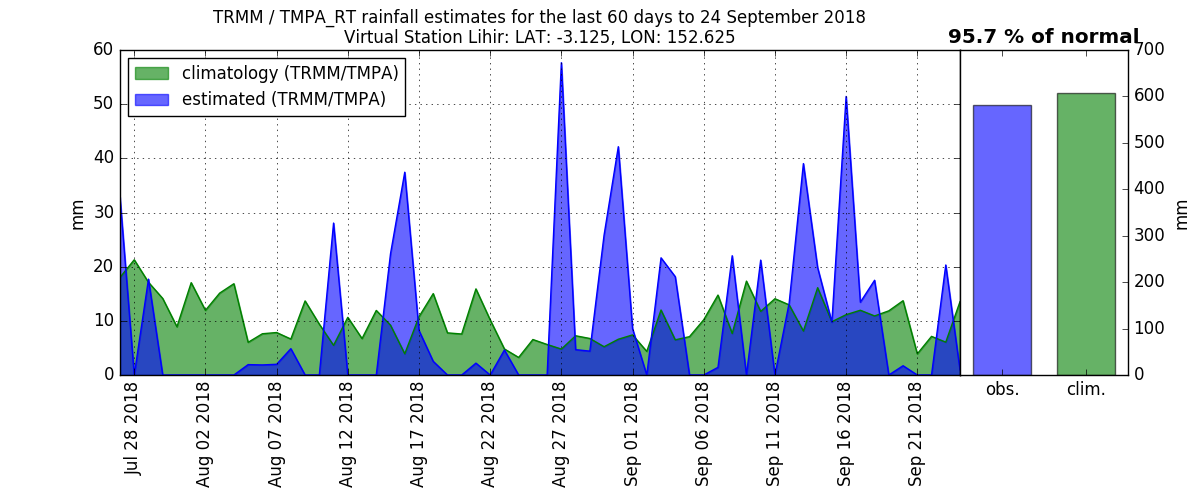 TRMM / TMPA_RT rainfall estimates for the last 60 days to 24 September 2018
Virtual Station Lihir: LAT: -3.125, LON: 152.625
95.7 % of normal
climatology (TRMM/TMPA)
estimated (TRMM/TMPA)
60
50
40
30
20
10
0
mm
Jul 28 2018
Aug 02 2018
Aug 07 2018
Aug 12 2018
Aug 17 2018
Aug 22 2018
Aug 27 2018
Sep 01 2018
Sep 06 2018
Sep 11 2018
Sep 16 2018
Sep 21 2018
obs.
clim.
700
600
500
400
300
200
100
0
mm